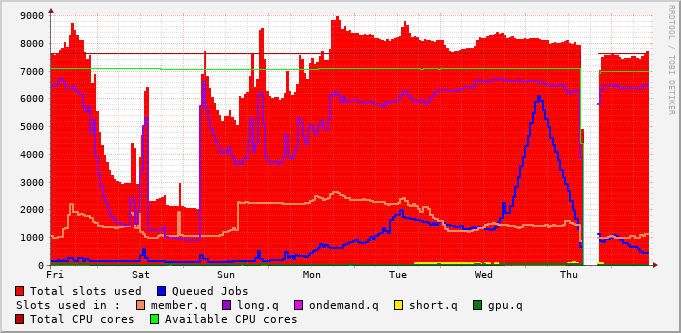 9000
8000
7000
6000
5000
4000
3000
2000
1000
0
Fri Sat Sun Mon Tue Wed Thu
Total slots used Queued Jobs
Slots used in : member.q long.q ondemand.q short.q gpu.q
Total CPU cores Available CPU cores
RRDTOOL / TOBI OETIKER